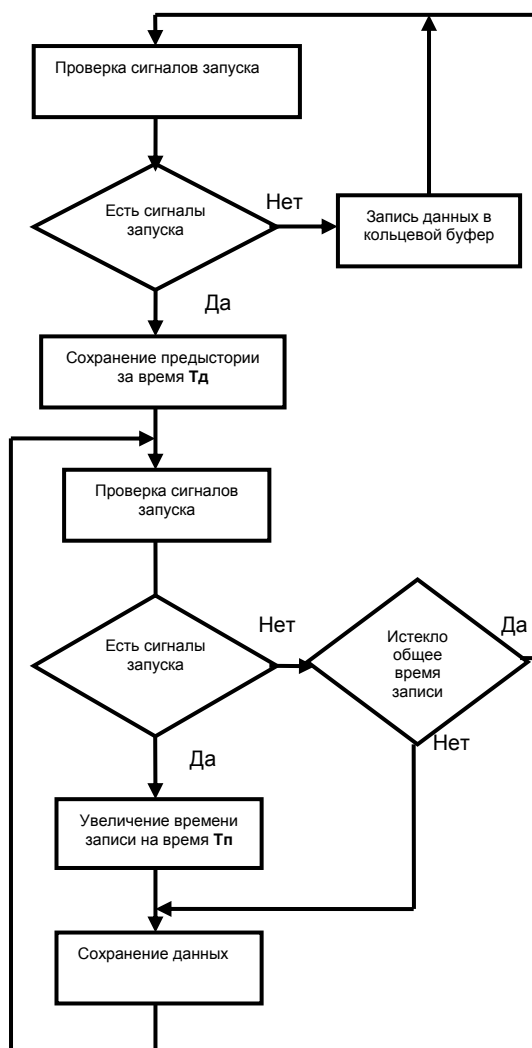 Проверка сигналов запуска
Есть сигналы
запуска
Нет
Запись данных в
кольцевой буфер
Да
Сохранение предыстории
за время Тд
Проверка сигналов
запуска
Есть сигналы
запуска
Нет
Истекло
общее
время
записи
Да
Нет
Да
Увеличение времени
записи на время Тп
Сохранение данных